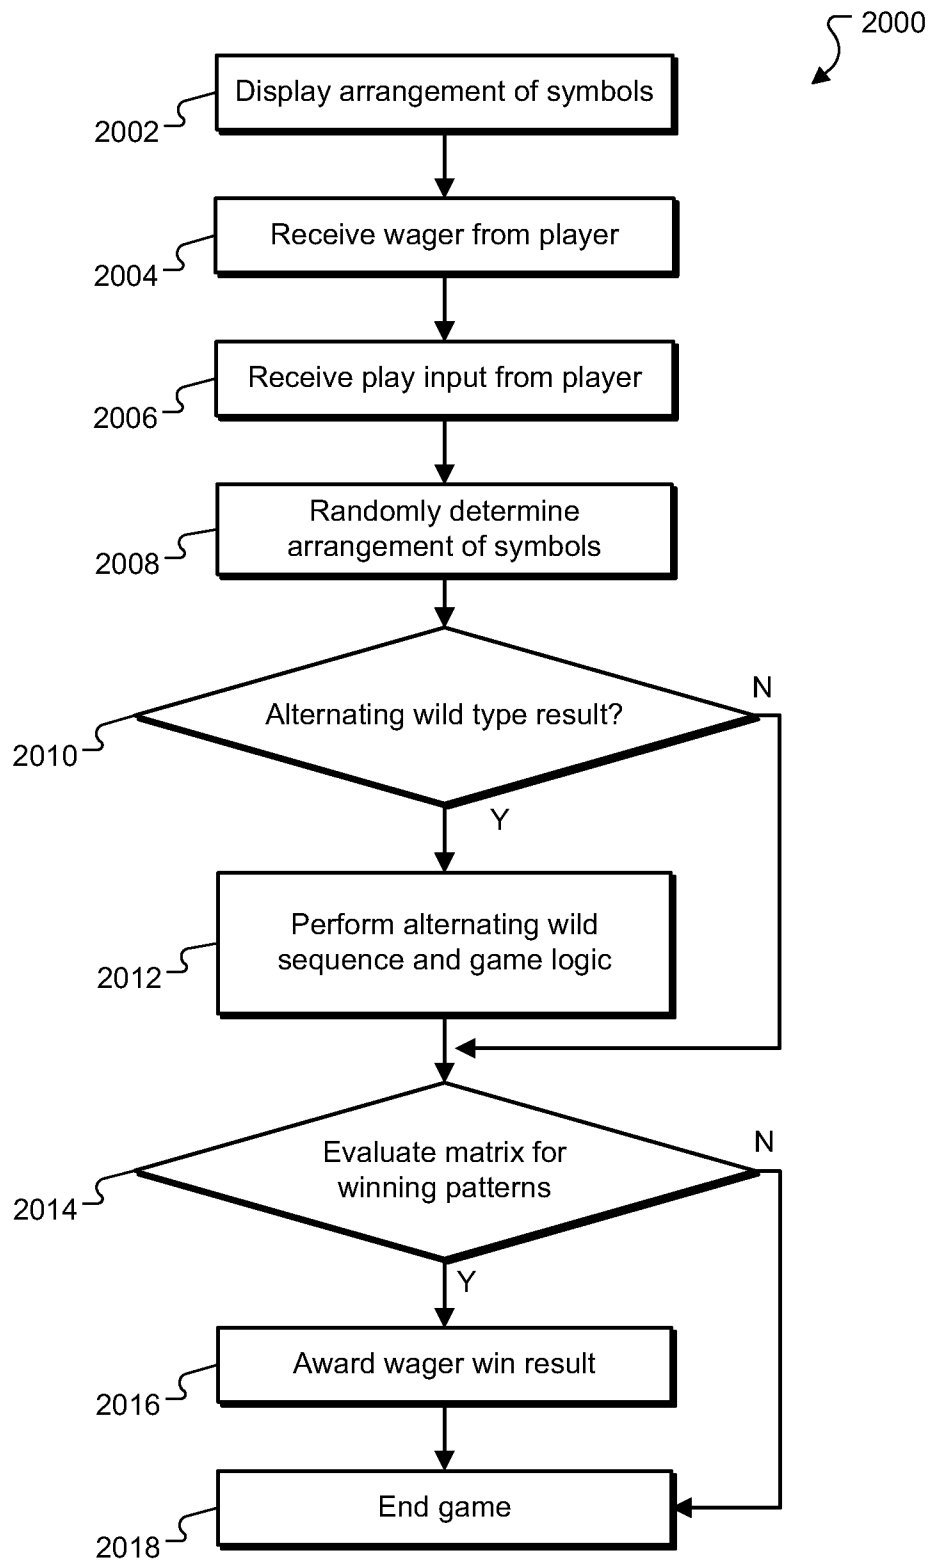 2000
Display arrangement of symbols
2002
Receive wager from player
2004
Receive play input from player
2006
Randomly determine
arrangement of symbols
2008
N
Alternating wild type result?
2010
Y
Perform alternating wild
sequence and game logic
2012
N
Evaluate matrix for
winning patterns
2014
Y
Award wager win result
2016
End game
2018